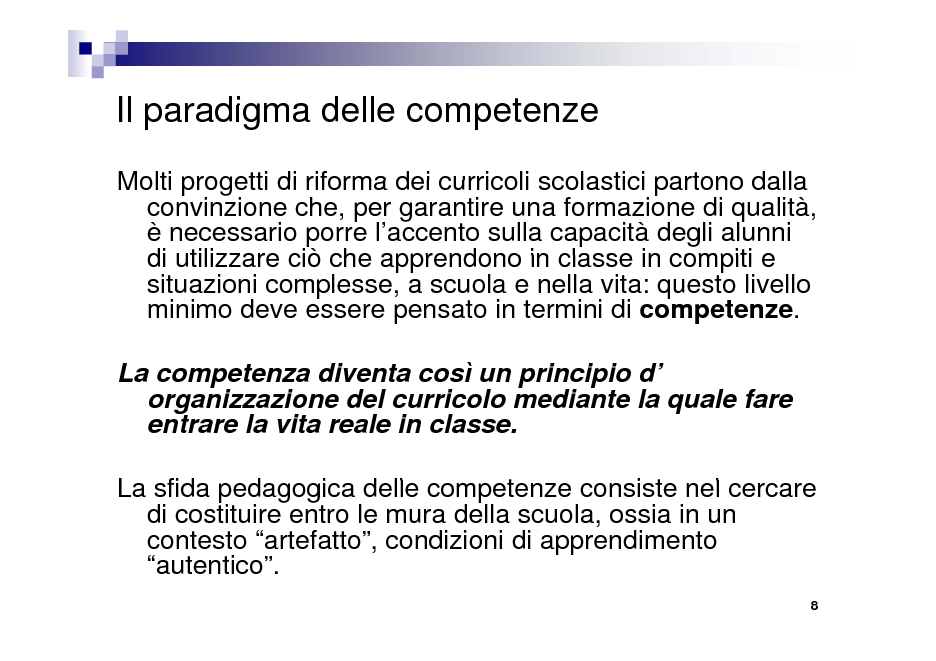 Il paradigma delle competenze
Molti progetti di riforma dei curricoli scolastici partono dalla
convinzione che, per garantire una formazione di qualità,
è necessario porre l’accento sulla capacità degli alunni
di utilizzare ciò che apprendono in classe in compiti e
situazioni complesse, a scuola e nella vita: questo livello
minimo deve essere pensato in termini di competenze.
La competenza diventa così un principio d’
organizzazione del curricolo mediante la quale fare
entrare la vita reale in classe.
La sfida pedagogica delle competenze consiste nel cercare
di costituire entro le mura della scuola, ossia in un
contesto “artefatto”, condizioni di apprendimento
“autentico”.
8